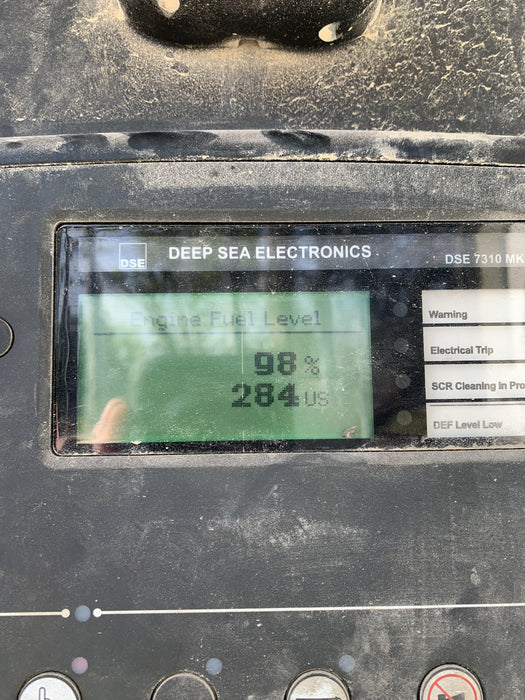 DSE
DEEP SEA ELECTRONICS
DSE 7310 MK
Engine Fuel Level
98 %
284 US
Warning
Electrical Trip
SCR Cleaning In Pro
DEF Level Low